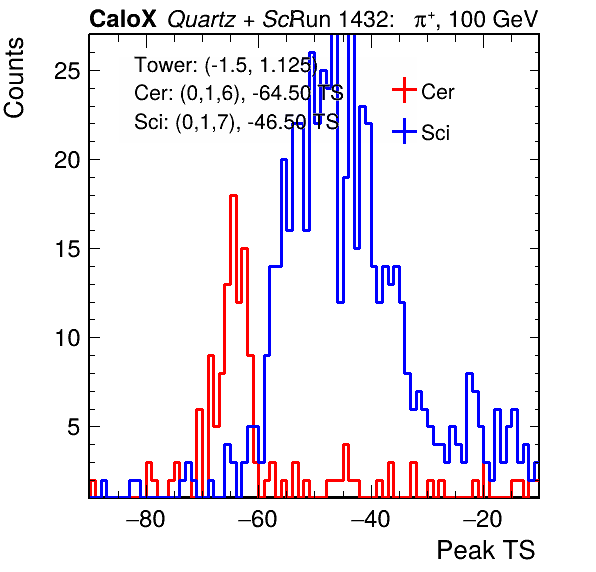 CaloX Quartz + Sci Run 1432: π⁺, 100 GeV
Counts
Tower: (-1.5, 1.125)
Cer: (0,1,6), -64.50 TS
Sci: (0,1,7), -46.50 TS
Cer
Sci
25
20
15
10
5
−80 −60 −40 −20
Peak TS